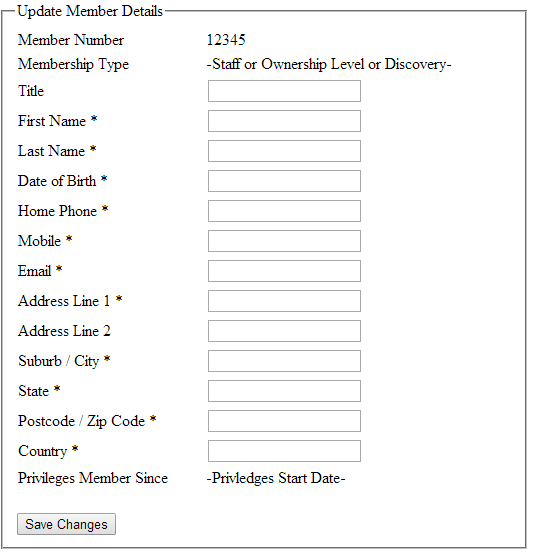 Update Member Details
Member Number 12345
Membership Type -Staff or Ownership Level or Discovery-
Title
First Name *
Last Name *
Date of Birth *
Home Phone *
Mobile *
Email *
Address Line 1 *
Address Line 2
Suburb / City *
State *
Postcode / Zip Code *
Country *
Privileges Member Since -Privledges Start Date-
Save Changes